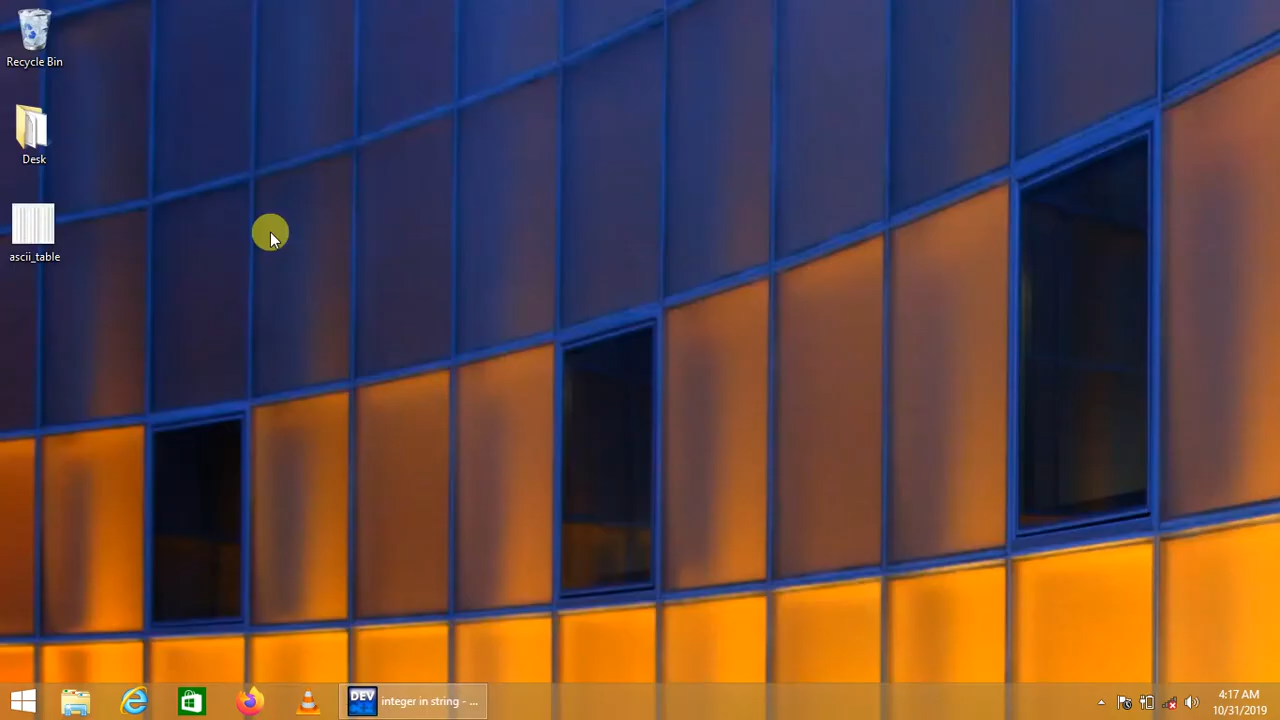 Recycle Bin
Desk
ascii_table
DEV
integer in string - ...
4:17 AM
10/31/2019